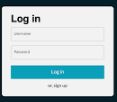 Log in
username
Password
Log in
or, sign up